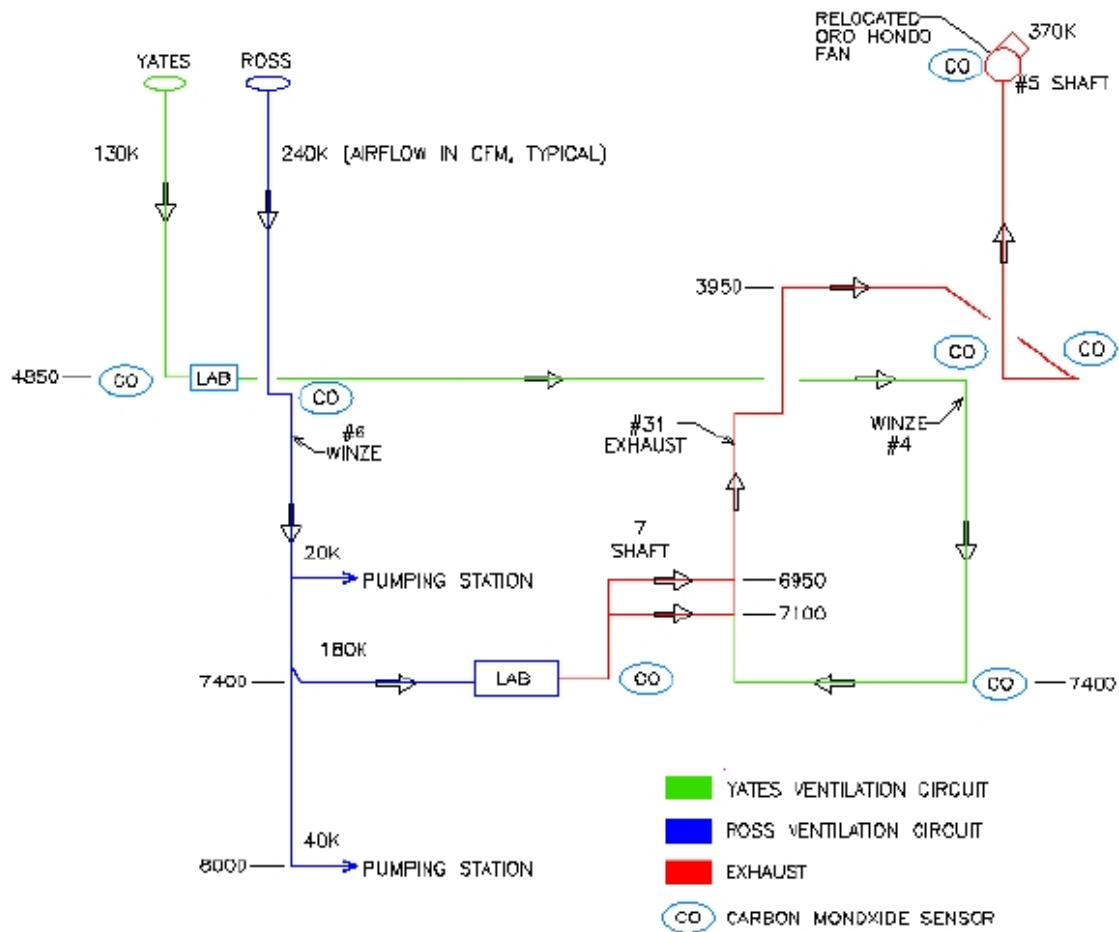 RELOCATED
ORO HONDO
FAN
370K
CO
#5 SHAFT
YATES
ROSS
130K
240K (AIRFLOW IN CFM, TYPICAL)
3950
CO
CO
4850
CO
LAB
CO
#6
WINZE
#31
EXHAUST
WINZE
#4
7
SHAFT
20K
PUMPING STATION
6950
7100
180K
7400
LAB
CO
CO
7400
40K
8000
PUMPING STATION
YATES VENTILATION CIRCUIT
ROSS VENTILATION CIRCUIT
EXHAUST
CO
CARBON MONOXIDE SENSOR